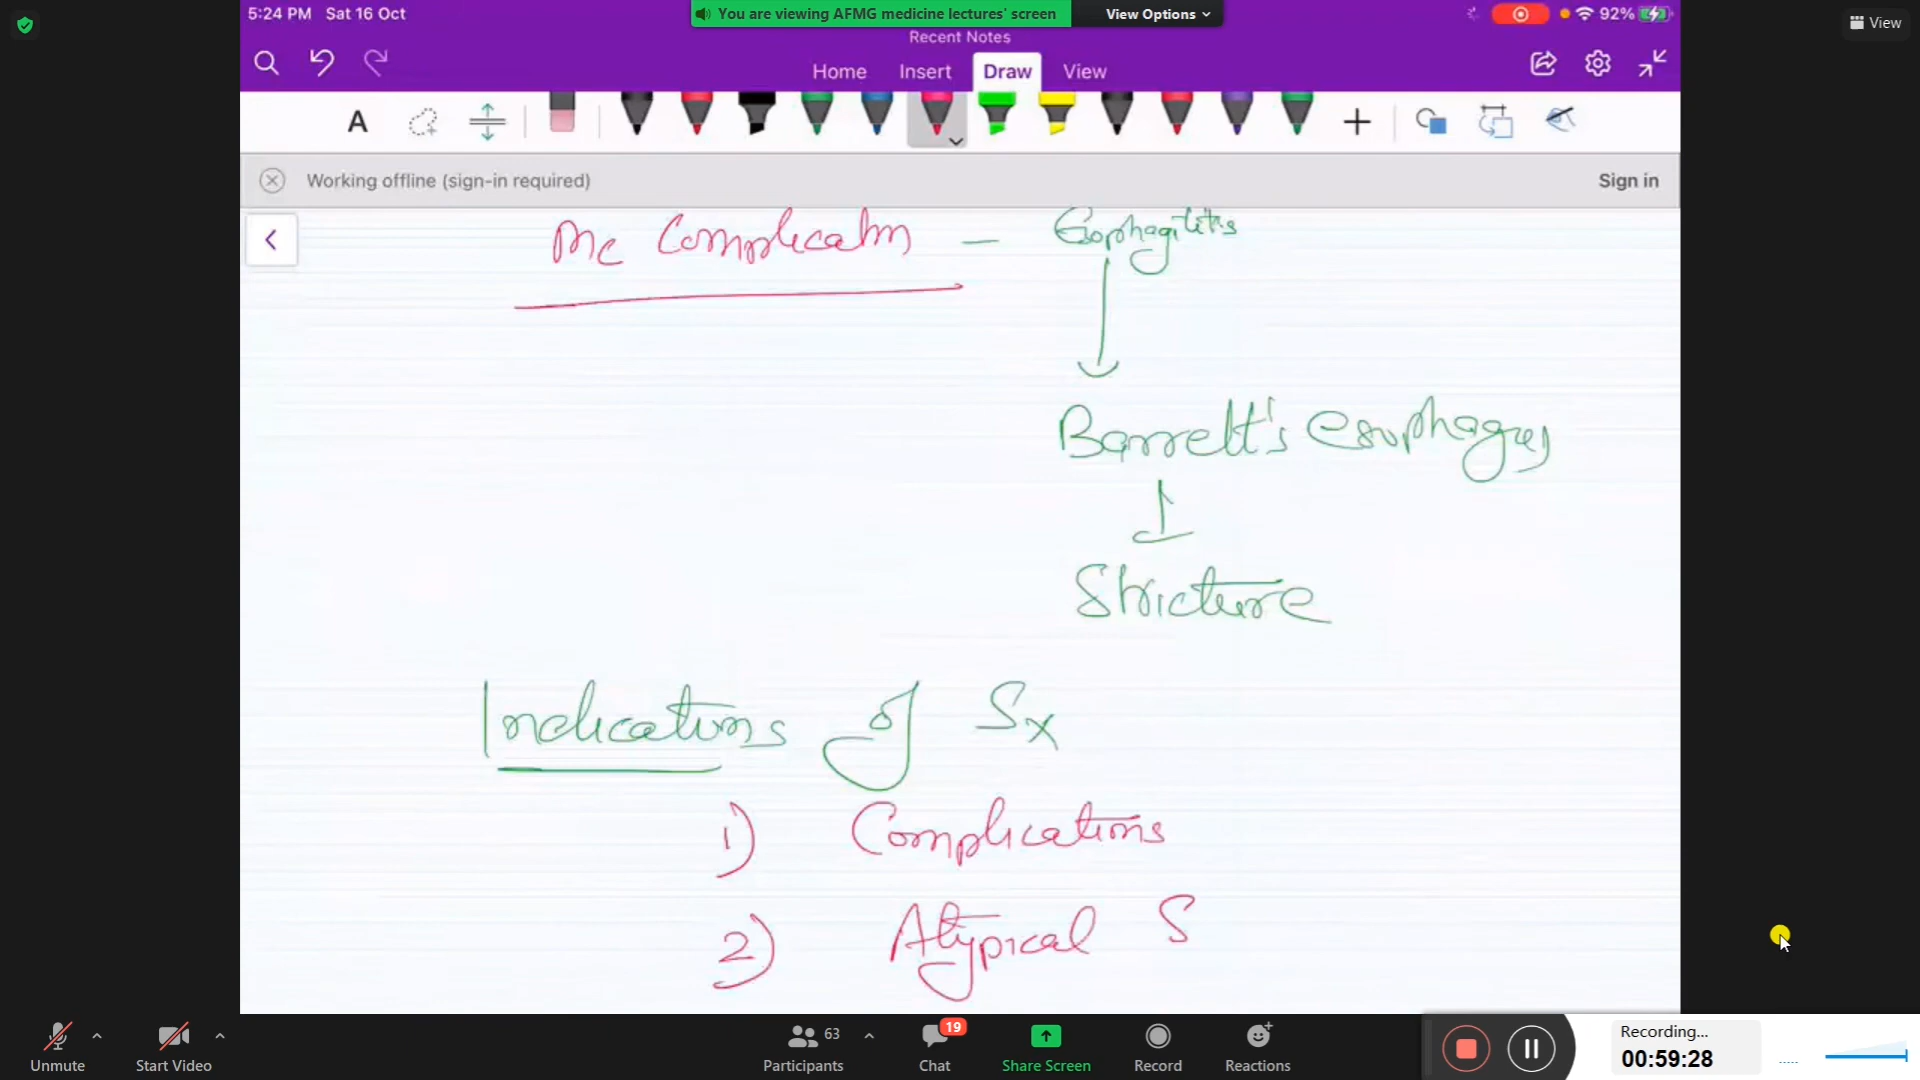 5:24 PM Sat 16 Oct
You are viewing AFMG medicine lectures' screen
View Options
92%
View
Recent Notes
Home Insert Draw View
A
Working offline (sign-in required)
Sign in
Mc Complicatn - Esophagitits
Barrett's esophagus
Stricture
Indications of Sx
1) Complications
2) Atypical S
Unmute
Start Video
63
Participants
19
Chat
Share Screen
Record
Reactions
Recording...
00:59:28